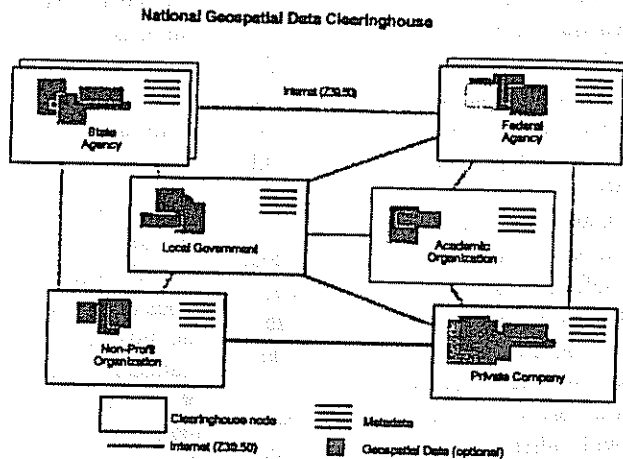 National Geospatial Data Clearinghouse
Internet (Z39.50)
State
Agency
Federal
Agency
Local Government
Academic
Organization
Non-Profit
Organization
Private Company
Clearinghouse node
Metadata
Internet (Z39.50)
Geospatial Data (optional)